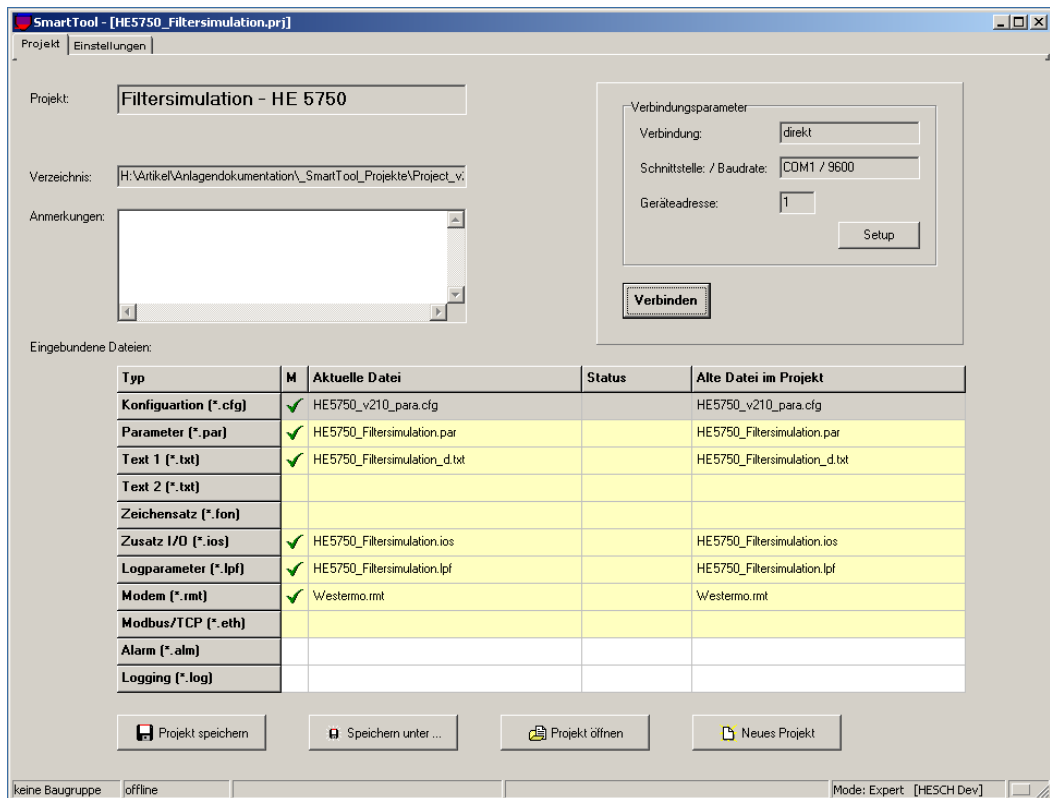 SmartTool - [HE5750_Filtersimulation.prj]
Projekt Einstellungen
Projekt: Filtersimulation - HE 5750
Verzeichnis: H:\Artikel\Anlagendokumentation\_SmartTool_Projekte\Project_v
Anmerkungen:
Verbindungsparameter
Verbindung: direkt
Schnittstelle: / Baudrate: COM1 / 9600
Geräteadresse: 1
Setup
Verbinden
Eingebundene Dateien:
Typ M Aktuelle Datei Status Alte Datei im Projekt
Konfiguartion (*.cfg) HE5750_v210_para.cfg HE5750_v210_para.cfg
Parameter (*.par) HE5750_Filtersimulation.par HE5750_Filtersimulation.par
Text 1 (*.txt) HE5750_Filtersimulation_d.txt HE5750_Filtersimulation_d.txt
Text 2 (*.txt)
Zeichensatz (*.fon)
Zusatz I/O (*.ios) HE5750_Filtersimulation.ios HE5750_Filtersimulation.ios
Logparameter (*.lpf) HE5750_Filtersimulation.lpf HE5750_Filtersimulation.lpf
Modem (*.rmt) Westermo.rmt Westermo.rmt
Modbus/TCP (*.eth)
Alarm (*.alm)
Logging (*.log)
Projekt speichern Speichern unter ... Projekt öffnen Neues Projekt
keine Baugruppe offline Mode: Expert [HESCH Dev]